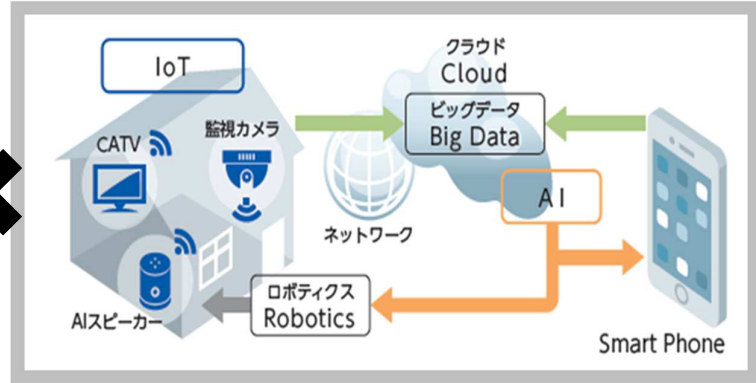 IoT
CATV
監視カメラ
AIスピーカー
ネットワーク
クラウド
Cloud
ビッグデータ
Big Data
AI
ロボティクス
Robotics
Smart Phone